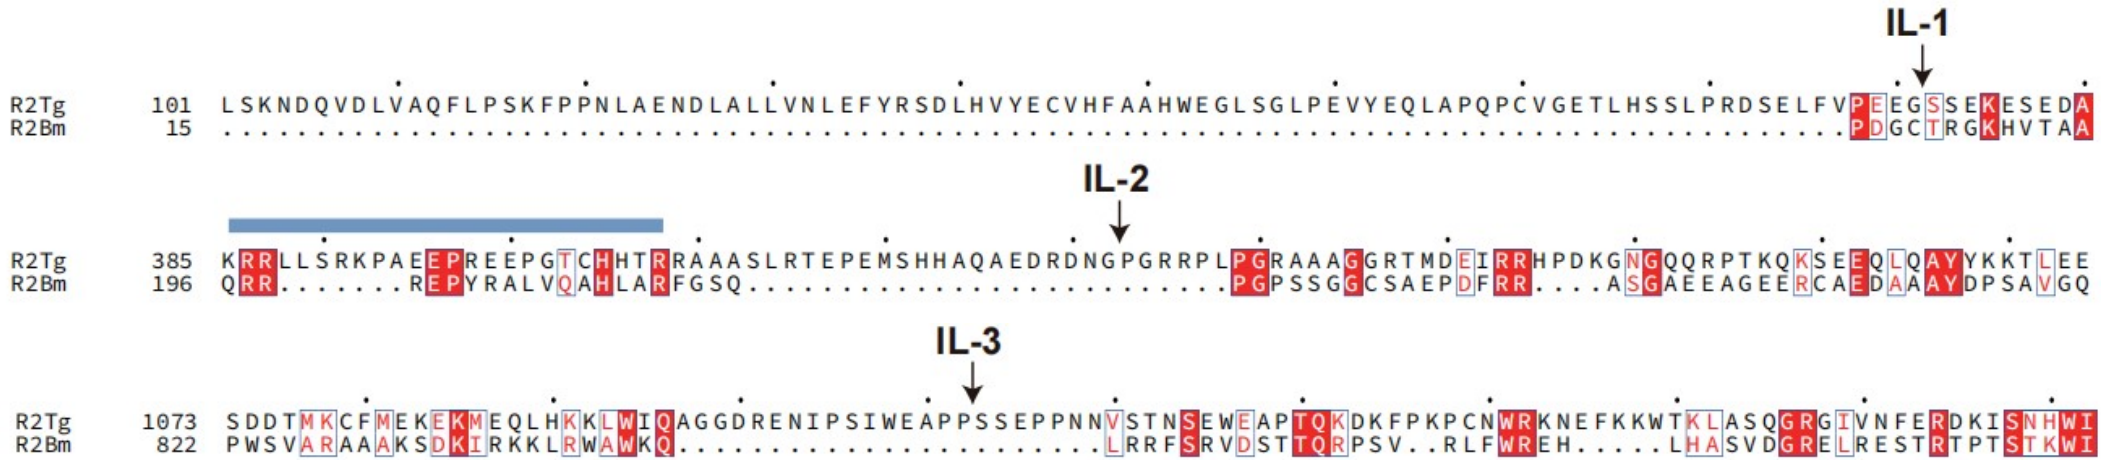 IL-1
R2Tg 101 LSKNDQVDLVAQFLPSKFPPNLAENDLALLVNLEFYRSDLHVYECVHFAAHWEGLSGLPEVYEQLAPQPCVGETLHSSLPRDSELFVPEEGSSEKESEDA
R2Bm 15 .......................................................................................PDGCTRGKHVTAA
IL-2
R2Tg 385 KRRLLSRKPAEEPREEPGTCHHTRRAAASLRTEPEMSHHAQAEDRDNGPGRRPLPGRAAAGGRTMDEIRRHPDKGNGQQRPTKQKSEEQLQAYYKKTLEE
R2Bm 196 QRR.......REPYRALVQAHLARFGSQ..........................PGPSSGGCSAEPDFRR....ASGAEEAGEERCAEDAAAYDPSAVGQ
IL-3
R2Tg 1073 SDDTMKCFMEKEKMEQLHKKLWIQAGGDRENIPSIWEAPPSSEPPNNVSTNSEWEAPTQKDKFPKPCNWRKNEFKKWTKLASQGRGIVNFERDKISNHWI
R2Bm 822 PWSVARAAAKSDKIRKKLRWAWKQ.......................LRRFSRVDSTTQRPSV..RLFWREH.....LHASVDGRELRESTRTPTSTKWI